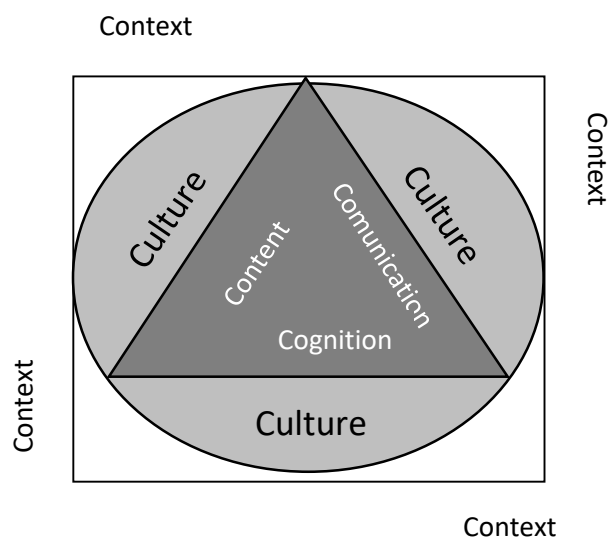 Context
Context
Culture
Culture
Content
Comunication
Cognition
Culture
Context
Context